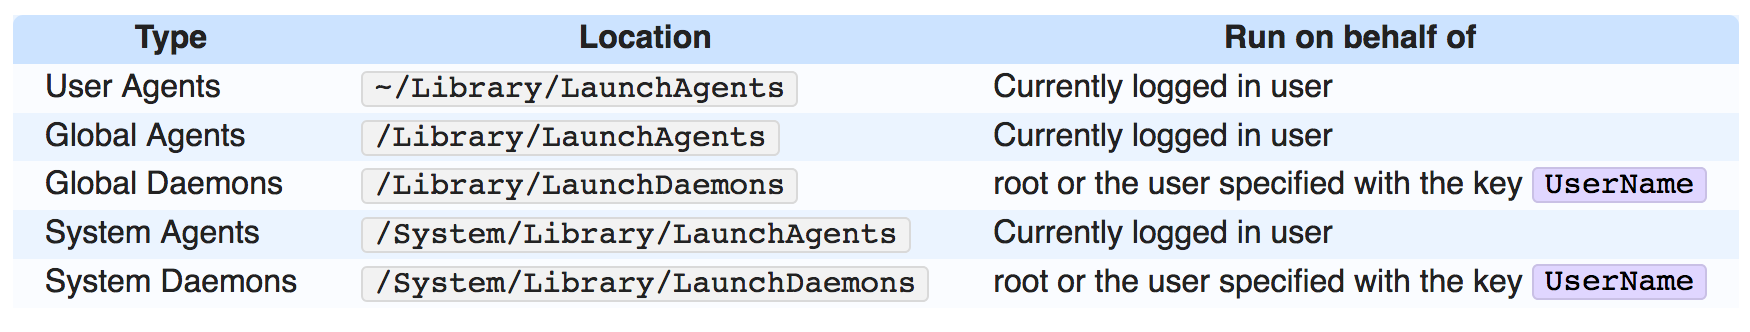 Type Location Run on behalf of
User Agents ~/Library/LaunchAgents Currently logged in user
Global Agents /Library/LaunchAgents Currently logged in user
Global Daemons /Library/LaunchDaemons root or the user specified with the key UserName
System Agents /System/Library/LaunchAgents Currently logged in user
System Daemons /System/Library/LaunchDaemons root or the user specified with the key UserName